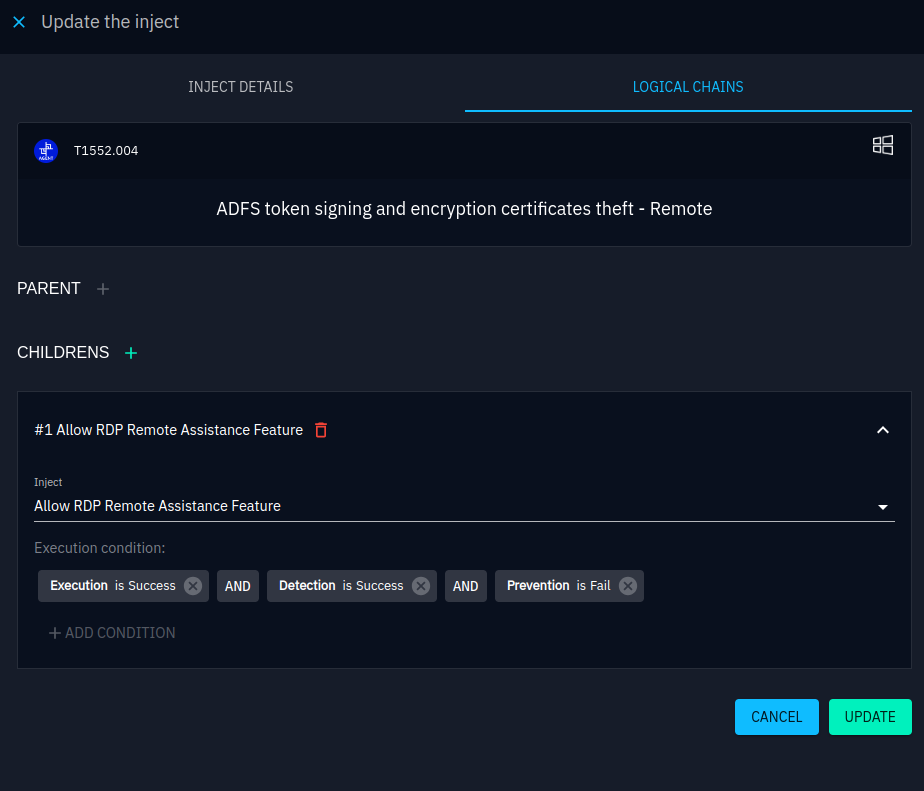 Update the inject
INJECT DETAILS
LOGICAL CHAINS
AGENT
T1552.004
ADFS token signing and encryption certificates theft - Remote
PARENT +
CHILDRENS +
#1 Allow RDP Remote Assistance Feature
Inject
Allow RDP Remote Assistance Feature
Execution condition:
Execution is Success AND Detection is Success AND Prevention is Fail
+ ADD CONDITION
CANCEL UPDATE